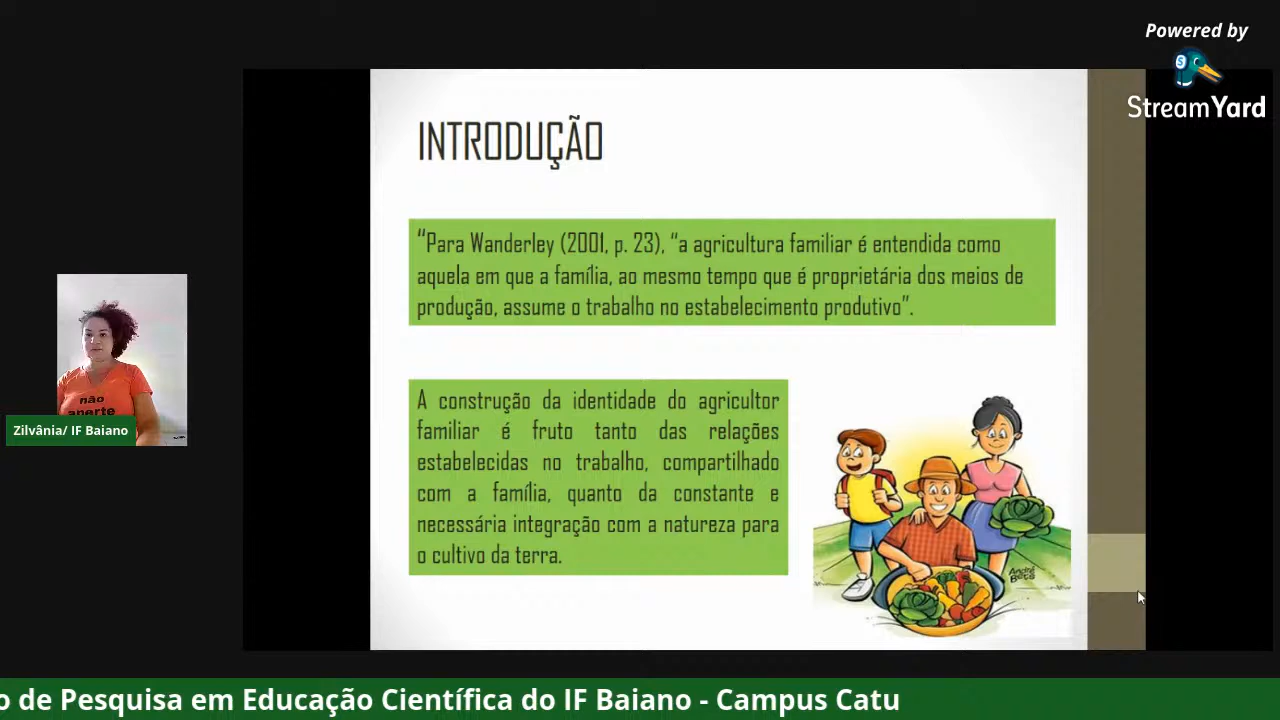 Powered by
StreamYard
INTRODUÇÃO
“Para Wanderley (2001, p. 23), “a agricultura familiar é entendida como
aquela em que a família, ao mesmo tempo que é proprietária dos meios de
produção, assume o trabalho no estabelecimento produtivo”.
A construção da identidade do agricultor
familiar é fruto tanto das relações
estabelecidas no trabalho, compartilhado
com a família, quanto da constante e
necessária integração com a natureza para
o cultivo da terra.
não
aperte
Zilvânia/ IF Baiano
o de Pesquisa em Educação Científica do IF Baiano - Campus Catu